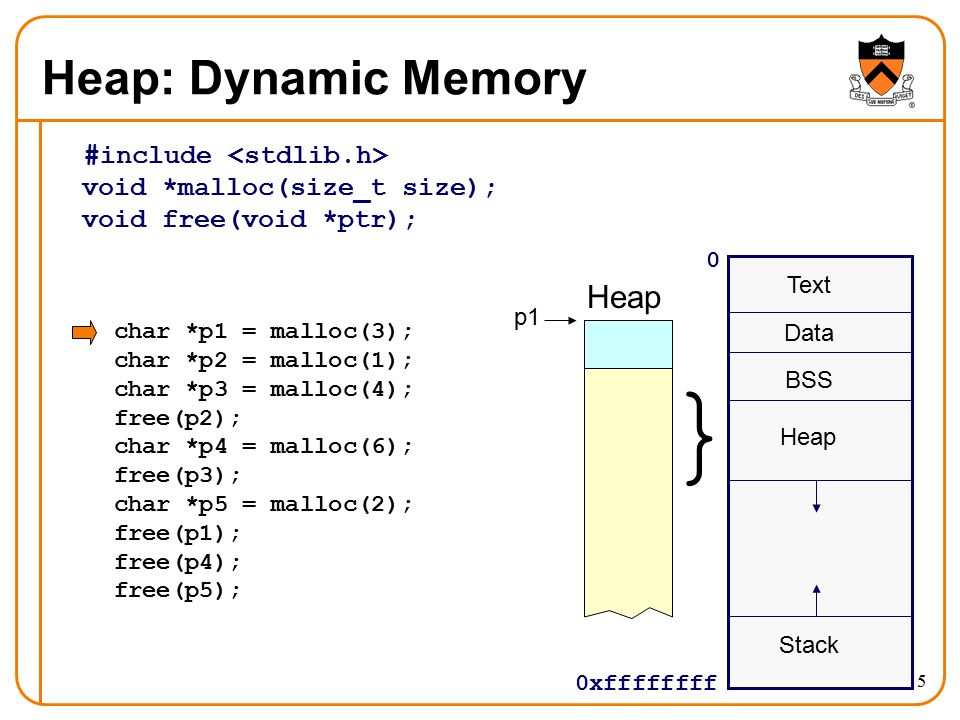 Heap: Dynamic Memory
#include <stdlib.h>
void *malloc(size_t size);
void free(void *ptr);
char *p1 = malloc(3);
char *p2 = malloc(1);
char *p3 = malloc(4);
free(p2);
char *p4 = malloc(6);
free(p3);
char *p5 = malloc(2);
free(p1);
free(p4);
free(p5);
Heap
p1
}
0
Text
Data
BSS
Heap
Stack
0xffffffff
5
®